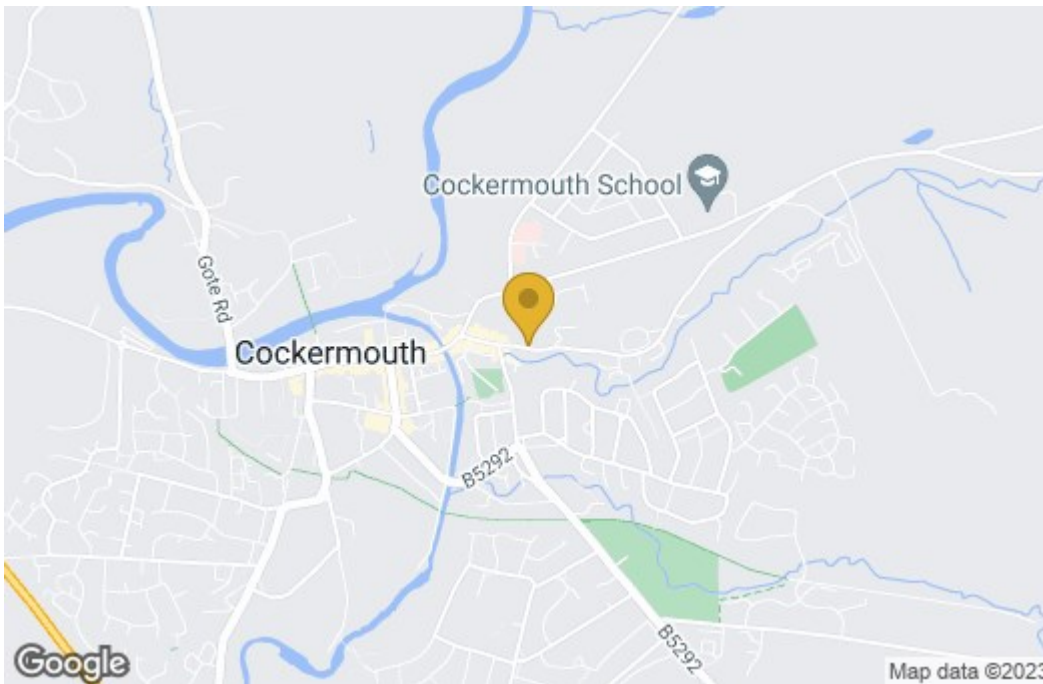 Cockermouth School
Gote Rd
Cockermouth
B5292
B5292
Google
Map data ©2023